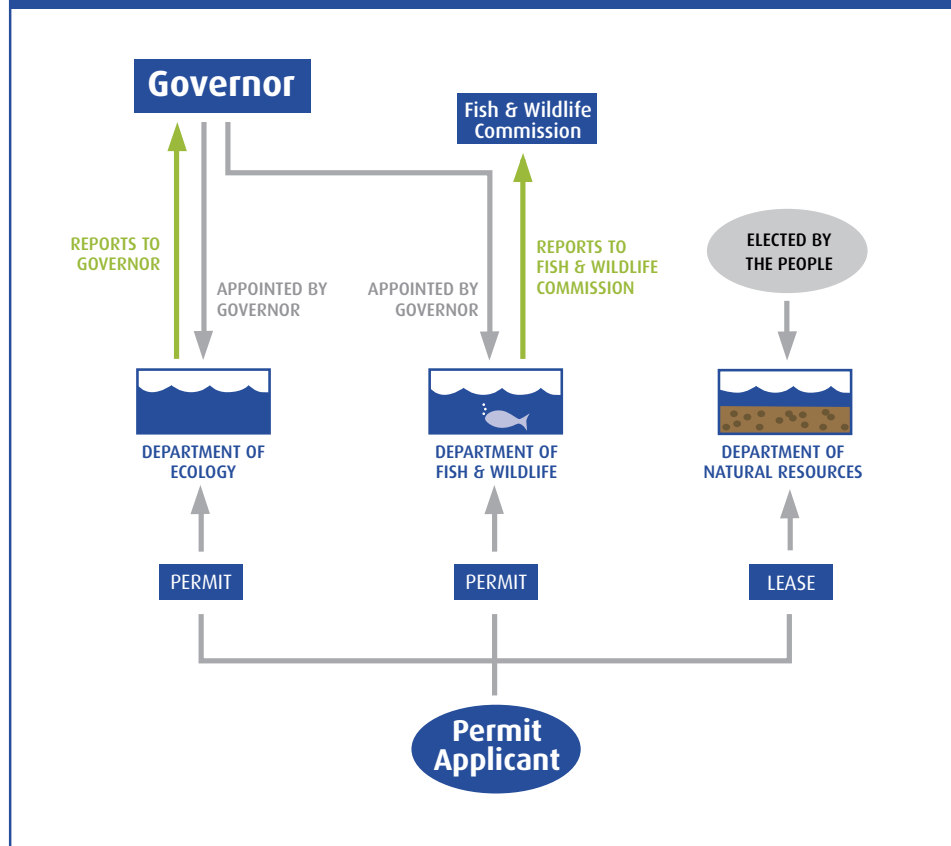 Governor
Fish & Wildlife
Commission
REPORTS TO
GOVERNOR
APPOINTED BY
GOVERNOR
APPOINTED BY
GOVERNOR
REPORTS TO
FISH & WILDLIFE
COMMISSION
ELECTED BY
THE PEOPLE
DEPARTMENT OF
ECOLOGY
DEPARTMENT OF
FISH & WILDLIFE
DEPARTMENT OF
NATURAL RESOURCES
PERMIT
PERMIT
LEASE
Permit
Applicant